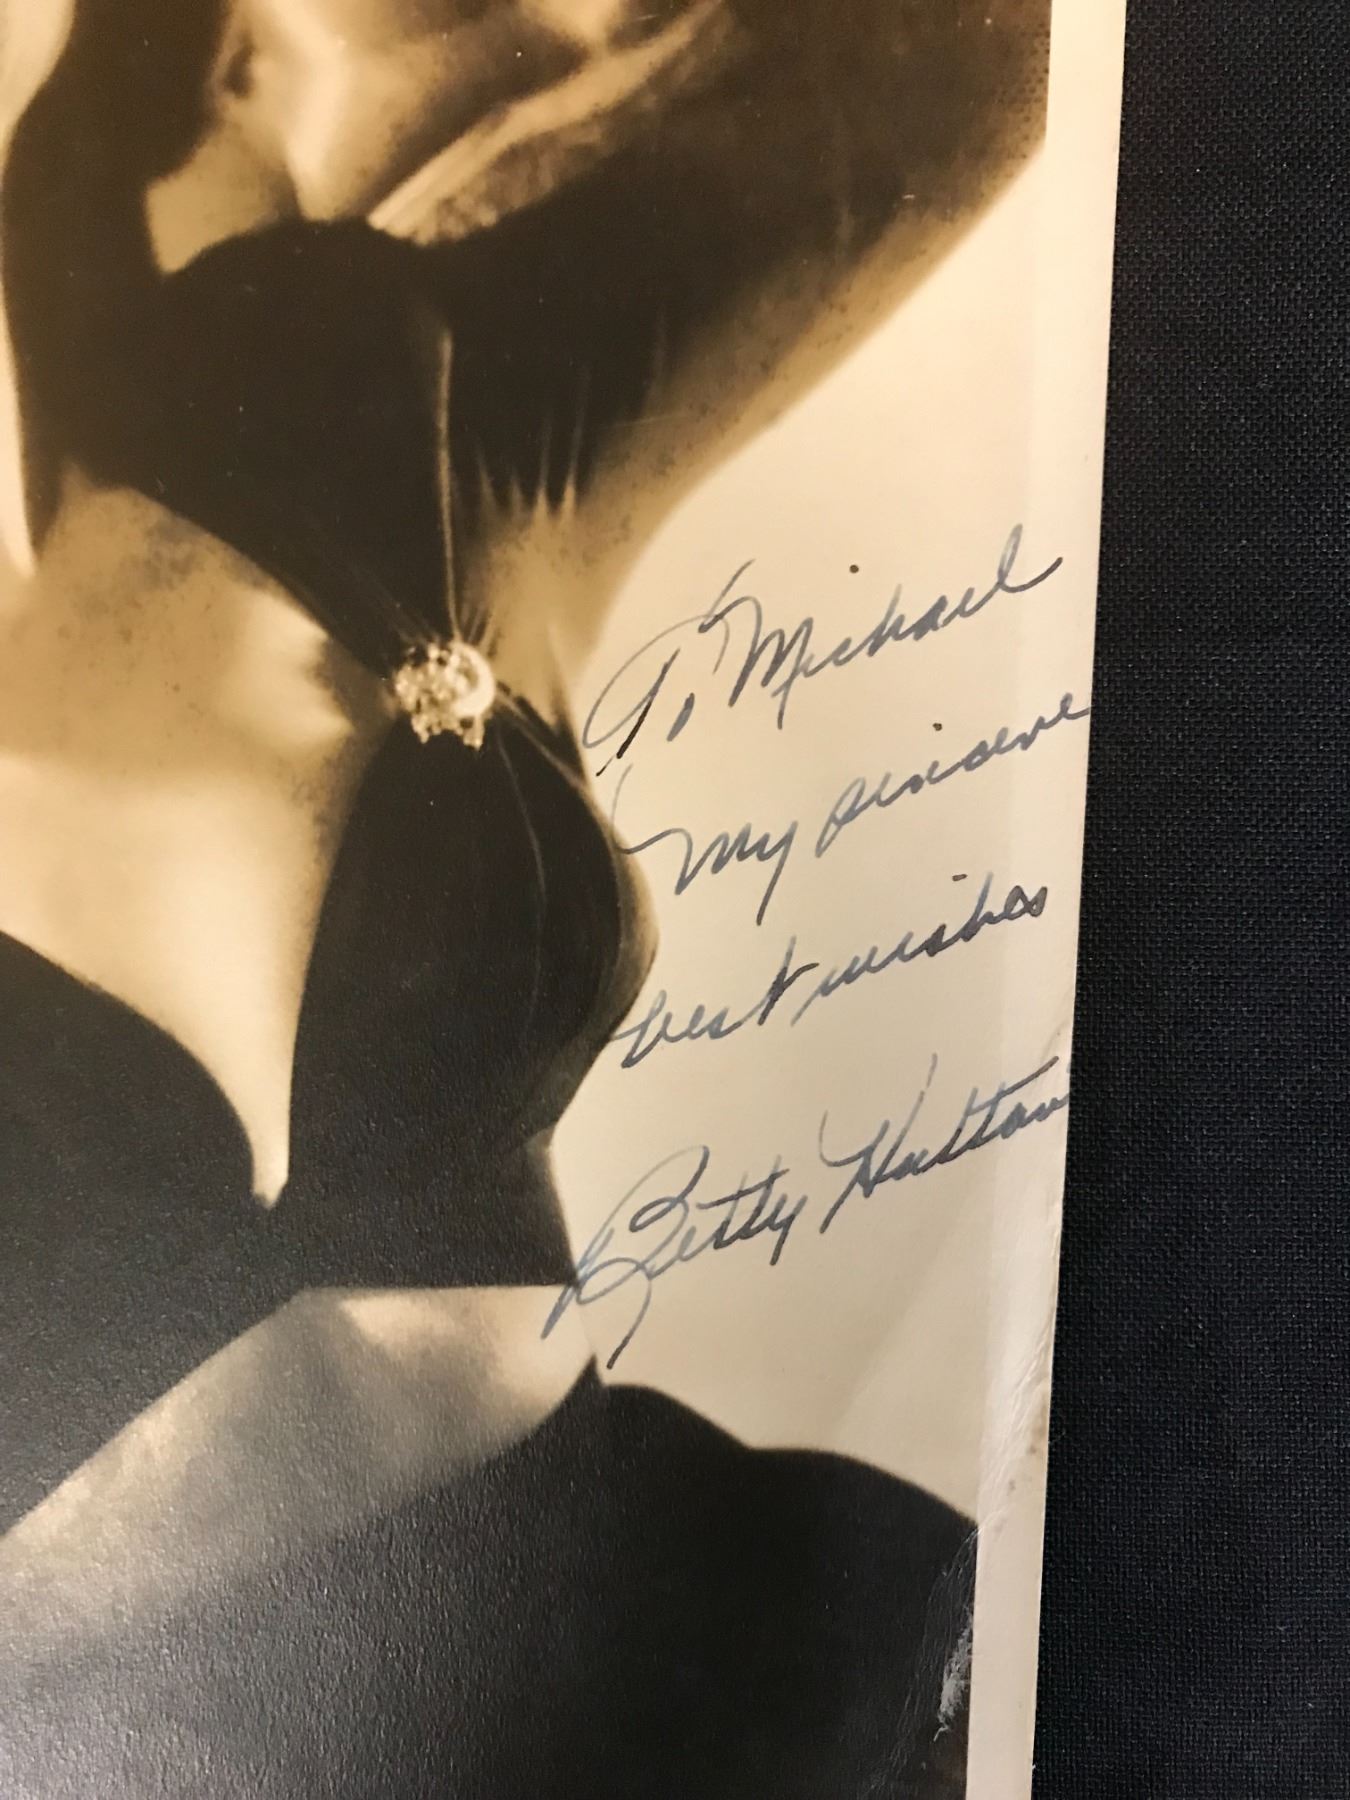 To Michael
My sincere
best wishes
Betty Hutton